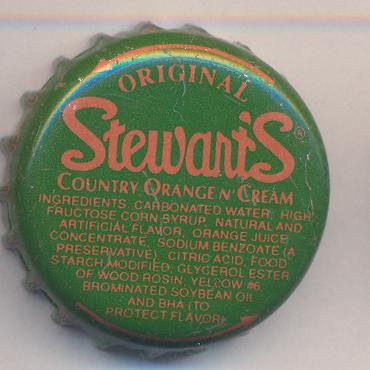 ORIGINAL
Stewart'S®
COUNTRY ORANGE N' CREAM
INGREDIENTS: CARBONATED WATER, HIGH
FRUCTOSE CORN SYRUP, NATURAL AND
ARTIFICIAL FLAVOR, ORANGE JUICE
CONCENTRATE, SODIUM BENZOATE (A
PRESERVATIVE), CITRIC ACID, FOOD
STARCH MODIFIED, GLYCEROL ESTER
OF WOOD ROSIN, YELLOW #6,
BROMINATED SOYBEAN OIL
AND BHA (TO
PROTECT FLAVOR)